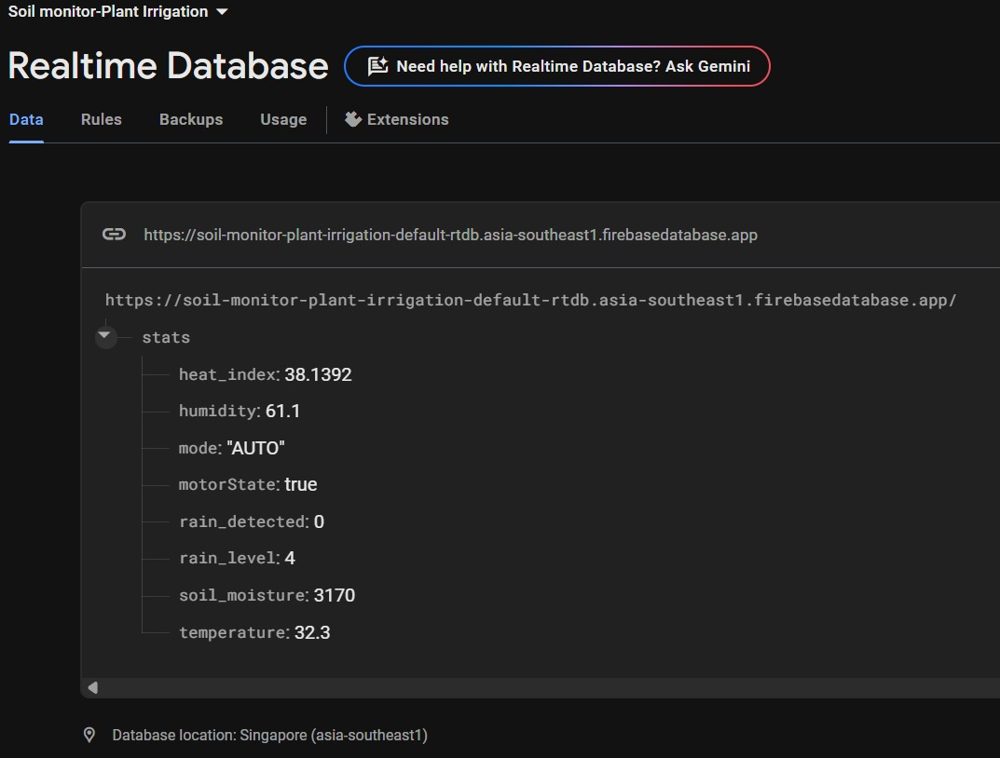 Soil monitor-Plant Irrigation
Realtime Database
Need help with Realtime Database? Ask Gemini
Data Rules Backups Usage Extensions
https://soil-monitor-plant-irrigation-default-rtdb.asia-southeast1.firebasedatabase.app
https://soil-monitor-plant-irrigation-default-rtdb.asia-southeast1.firebasedatabase.app/
stats
heat_index: 38.1392
humidity: 61.1
mode: "AUTO"
motorState: true
rain_detected: 0
rain_level: 4
soil_moisture: 3170
temperature: 32.3
Database location: Singapore (asia-southeast1)